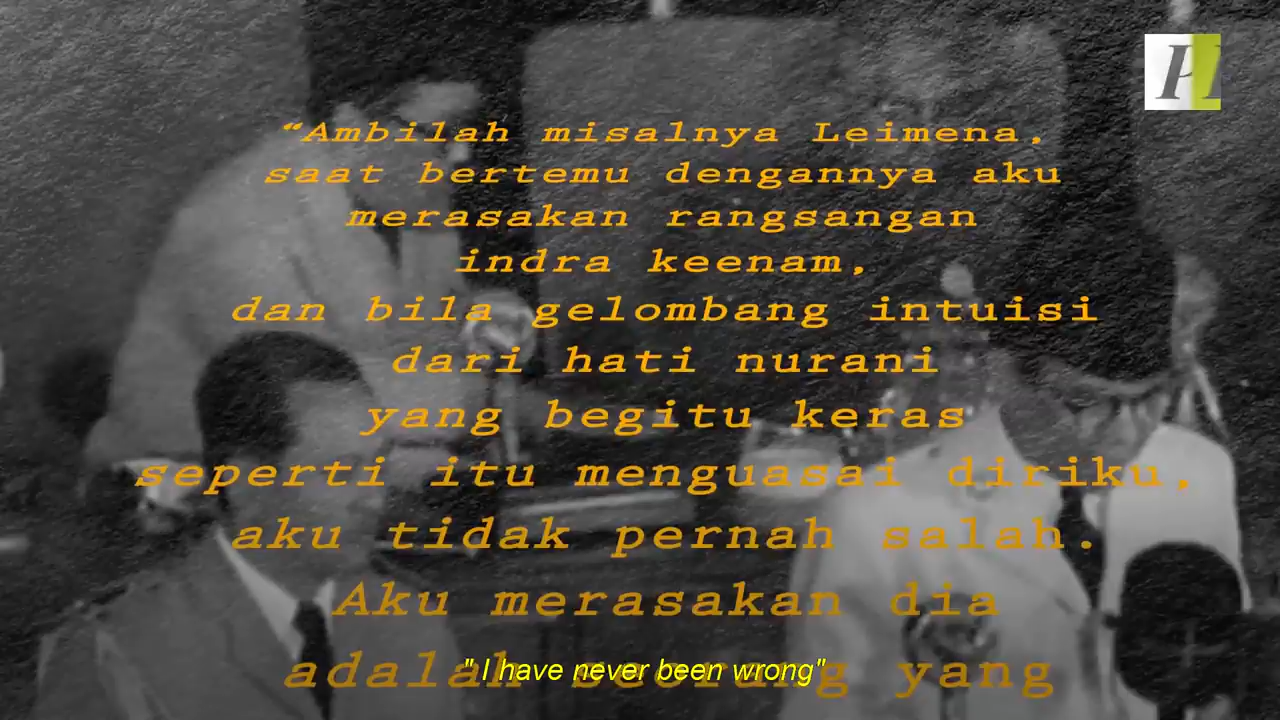 “Ambilah misalnya Leimena.
saat bertemu dengannya aku
merasakan rangsangan
indra keenam,
dan bila gelombang intuisi
dari hati nurani
yang begitu keras
seperti itu menguasai diriku,
aku tidak pernah salah.
Aku merasakan dia
adalah seorang yang
" I have never been wrong"